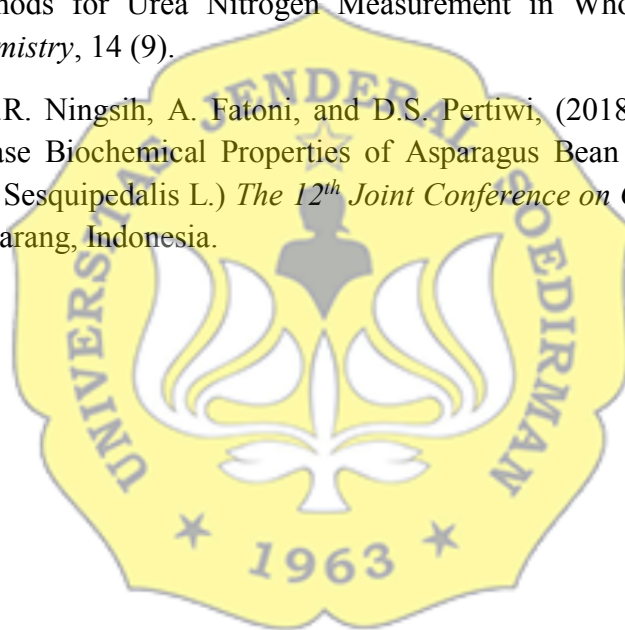 nods for Urea Nitrogen Measurement in Who
mistry, 14 (9).
.R. Ningsih, A. Fatoni, and D.S. Pertiwi, (2018
ase Biochemical Properties of Asparagus Bean
Sesquipedalis L.) The 12th Joint Conference on
arang, Indonesia.
UNIVERSITAS JENDERAL SOEDIRMAN
1963